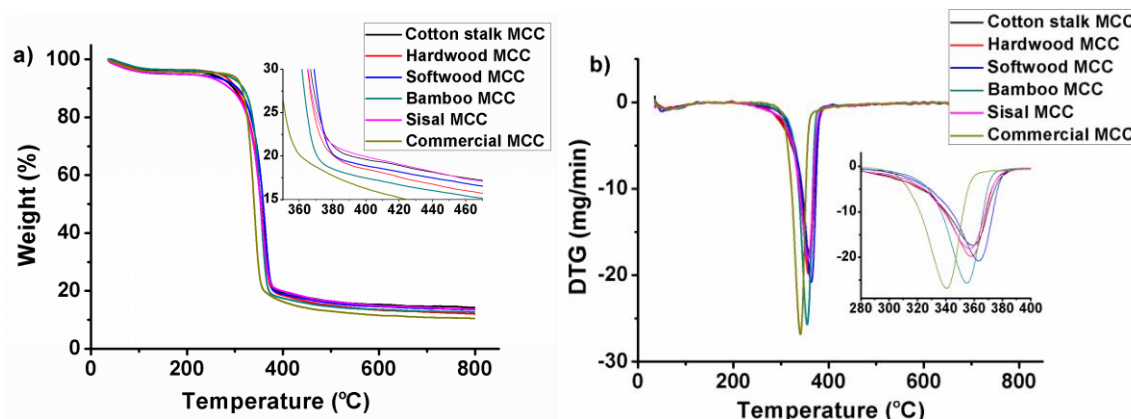 a)
Weight (%)
100
80
60
40
20
0
0 200 400 600 800
Temperature (°C)
Cotton stalk MCC
Hardwood MCC
Softwood MCC
Bamboo MCC
Sisal MCC
Commercial MCC
30
25
20
15
360 380 400 420 440 460
b)
DTG (mg/min)
0
-10
-20
-30
0 200 400 600 800
Temperature (°C)
Cotton stalk MCC
Hardwood MCC
Softwood MCC
Bamboo MCC
Sisal MCC
Commercial MCC
0
-5
-10
-15
-20
-25
280 320 340 360 380 400